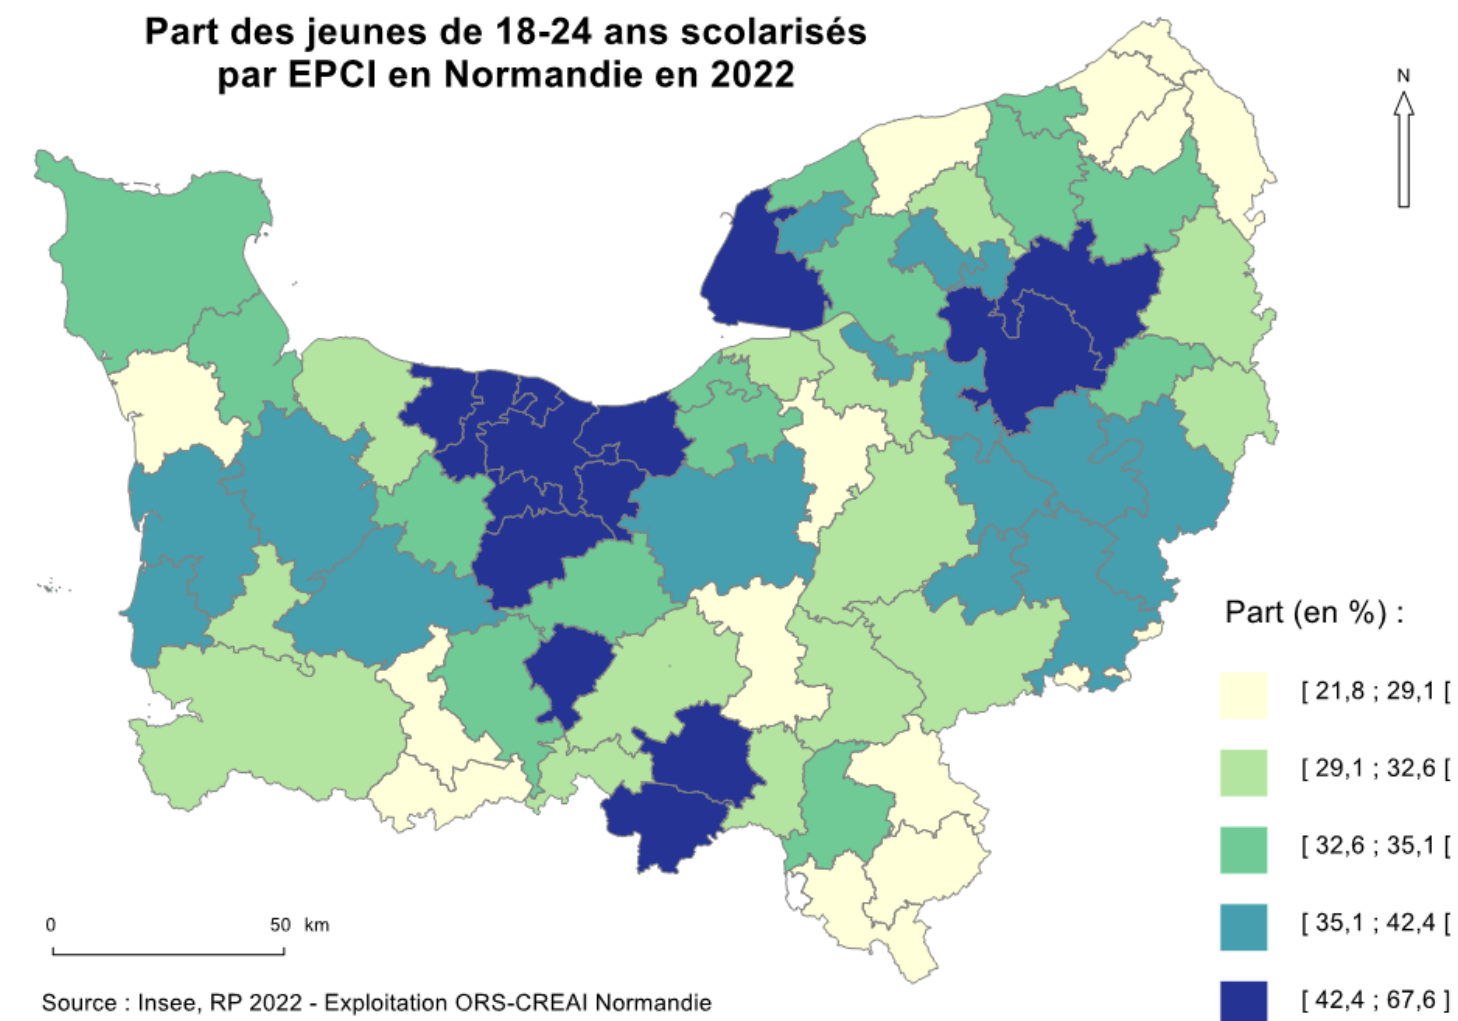 Part des jeunes de 18-24 ans scolarisés
par EPCI en Normandie en 2022
N
Part (en %) :
[ 21,8 ; 29,1 [
[ 29,1 ; 32,6 [
[ 32,6 ; 35,1 [
[ 35,1 ; 42,4 [
[ 42,4 ; 67,6 ]
0 50 km
Source : Insee, RP 2022 - Exploitation ORS-CREAI Normandie